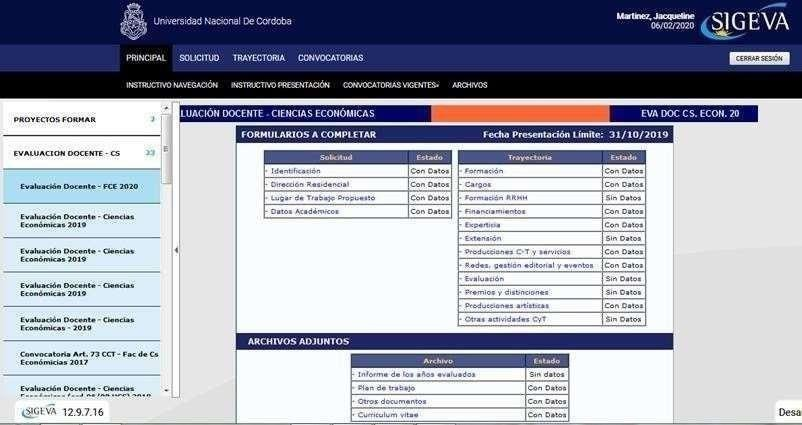 Universidad Nacional De Cordoba
Martinez, Jacqueline
06/02/2020
SIGEVA
PRINCIPAL SOLICITUD TRAYECTORIA CONVOCATORIAS
CERRAR SESIÓN
INSTRUCTIVO NAVEGACIÓN INSTRUCTIVO PRESENTACIÓN CONVOCATORIAS VIGENTES» ARCHIVOS
PROYECTOS FORMAR 3
EVALUACION DOCENTE - CS 23
Evaluación Docente - FCE 2020
Evaluación Docente - Ciencias
Económicas 2019
Evaluación Docente - Ciencias
Económicas 2019
Evaluación Docente - Ciencias
Económicas 2019
Evaluación Docente - Ciencias
Económicas - 2019
Convocatoria Art. 73 CCT - Fac de Cs
Económicas 2017
Evaluación Docente - Ciencias
SIGEVA 12.9.7.16
LUACIÓN DOCENTE - CIENCIAS ECONÓMICAS EVA DOC CS. ECON. 20
FORMULARIOS A COMPLETAR Fecha Presentación Límite: 31/10/2019
Solicitud Estado
- Identificación Con Datos
- Dirección Residencial Con Datos
- Lugar de Trabajo Propuesto Con Datos
- Datos Académicos Con Datos
Trayectoria Estado
- Formación Con Datos
- Cargos Con Datos
- Formación RRHH Sin Datos
- Financiamientos Con Datos
- Experticia Con Datos
- Extensión Sin Datos
- Producciones C-T y servicios Con Datos
- Redes, gestión editorial y eventos Con Datos
- Evaluación Sin Datos
- Premios y distinciones Sin Datos
- Producciones artísticas Con Datos
- Otras actividades CyT Sin Datos
ARCHIVOS ADJUNTOS
Archivo Estado
- Informe de los años evaluados Sin datos
- Plan de trabajo Con Datos
- Otros documentos Con Datos
- Curriculum vitae Con Datos
Desa